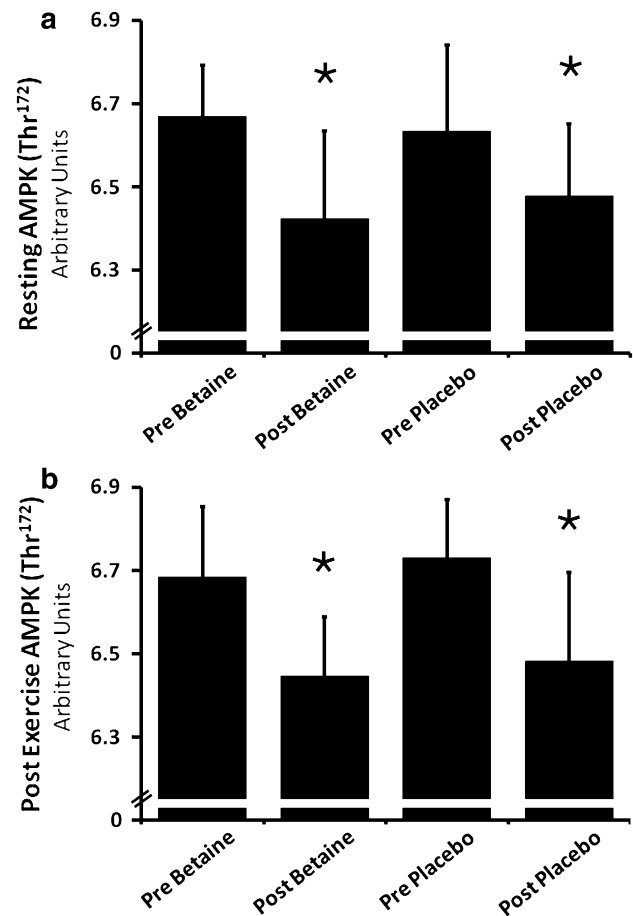 a
Resting AMPK (Thr172)
Arbitrary Units
6.9
6.7
6.5
6.3
0
Pre Betaine
Post Betaine
Pre Placebo
Post Placebo
b
Post Exercise AMPK (Thr172)
Arbitrary Units
6.9
6.7
6.5
6.3
0
Pre Betaine
Post Betaine
Pre Placebo
Post Placebo